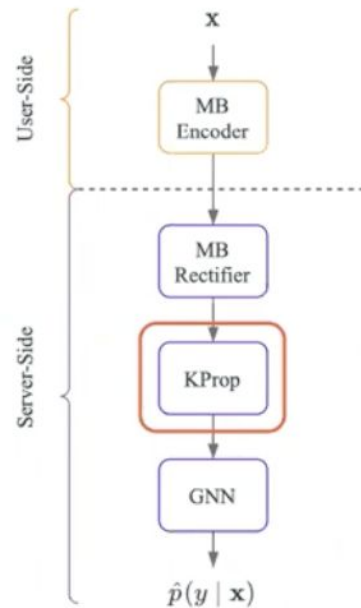 x
User-Side
MB
Encoder
Server-Side
MB
Rectifier
KProp
GNN
p̂(y | x)